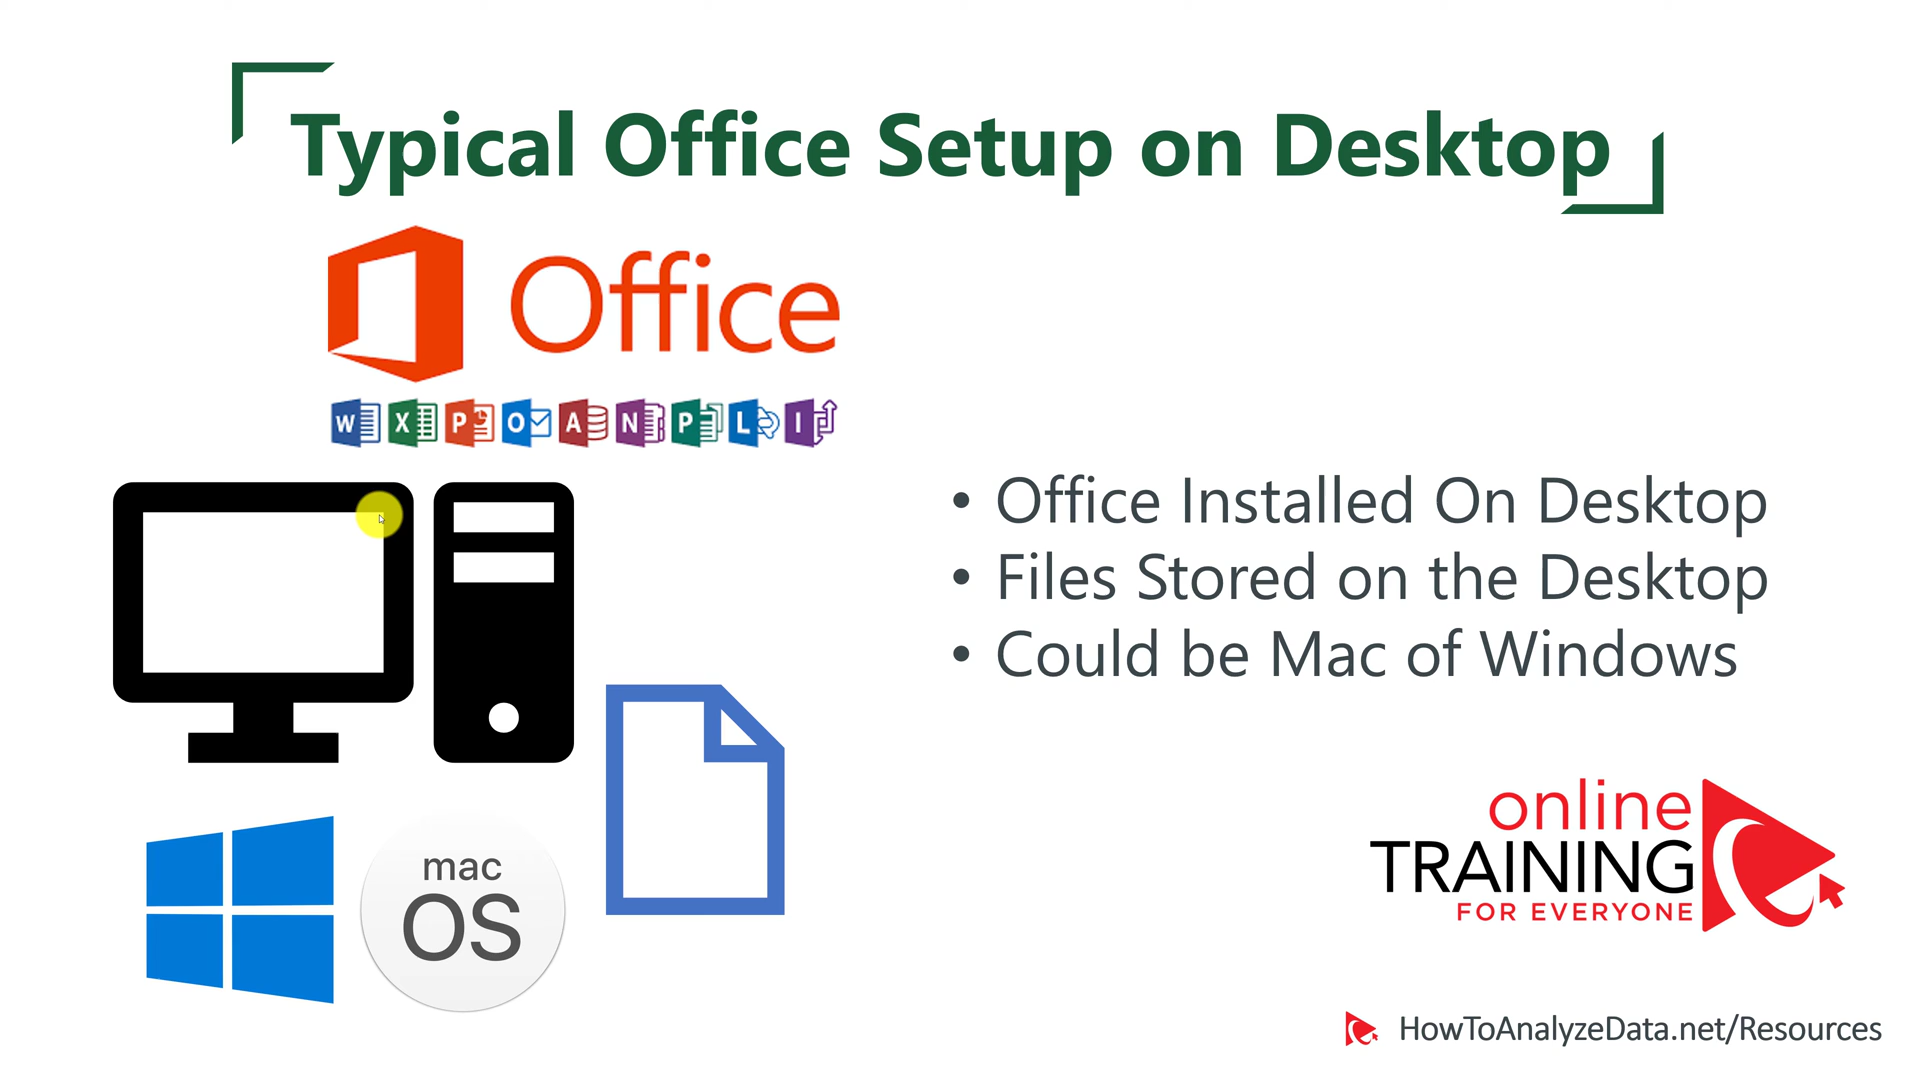 Typical Office Setup on Desktop
Office
W X P O A N P L I
• Office Installed On Desktop
• Files Stored on the Desktop
• Could be Mac of Windows
mac
OS
online
TRAINING
FOR EVERYONE
HowToAnalyzeData.net/Resources